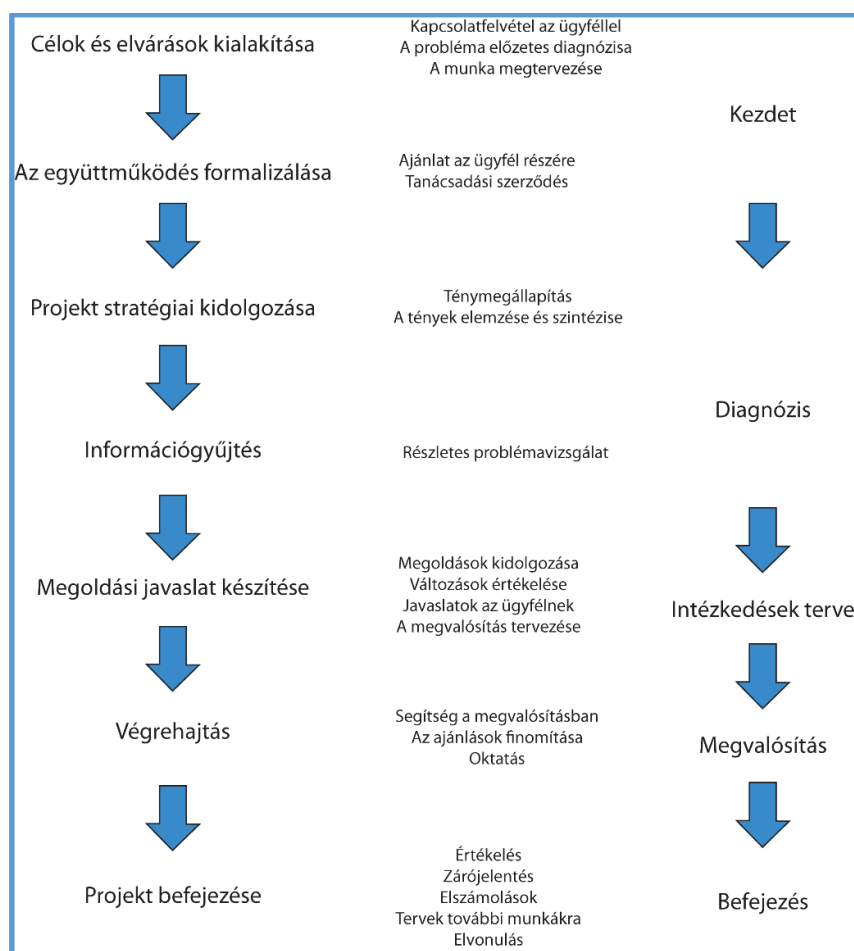 Célok és elvárások kialakítása
Kapcsolatfelvétel az ügyféllel
A probléma előzetes diagnózisa
A munka megtervezése
Kezdet
Az együttműködés formalizálása
Ajánlat az ügyfél részére
Tanácsadási szerződés
Projekt stratégiai kidolgozása
Ténymegállapítás
A tények elemzése és szintézise
Diagnózis
Információgyűjtés
Részletes problémavizsgálat
Megoldási javaslat készítése
Megoldások kidolgozása
Változások értékelése
Javaslatok az ügyfélnek
A megvalósítás tervezése
Intézkedések terve
Végrehajtás
Segítség a megvalósításban
Az ajánlások finomítása
Oktatás
Megvalósítás
Projekt befejezése
Értékelés
Zárójelentés
Elszámolások
Tervek további munkákra
Elvonulás
Befejezés